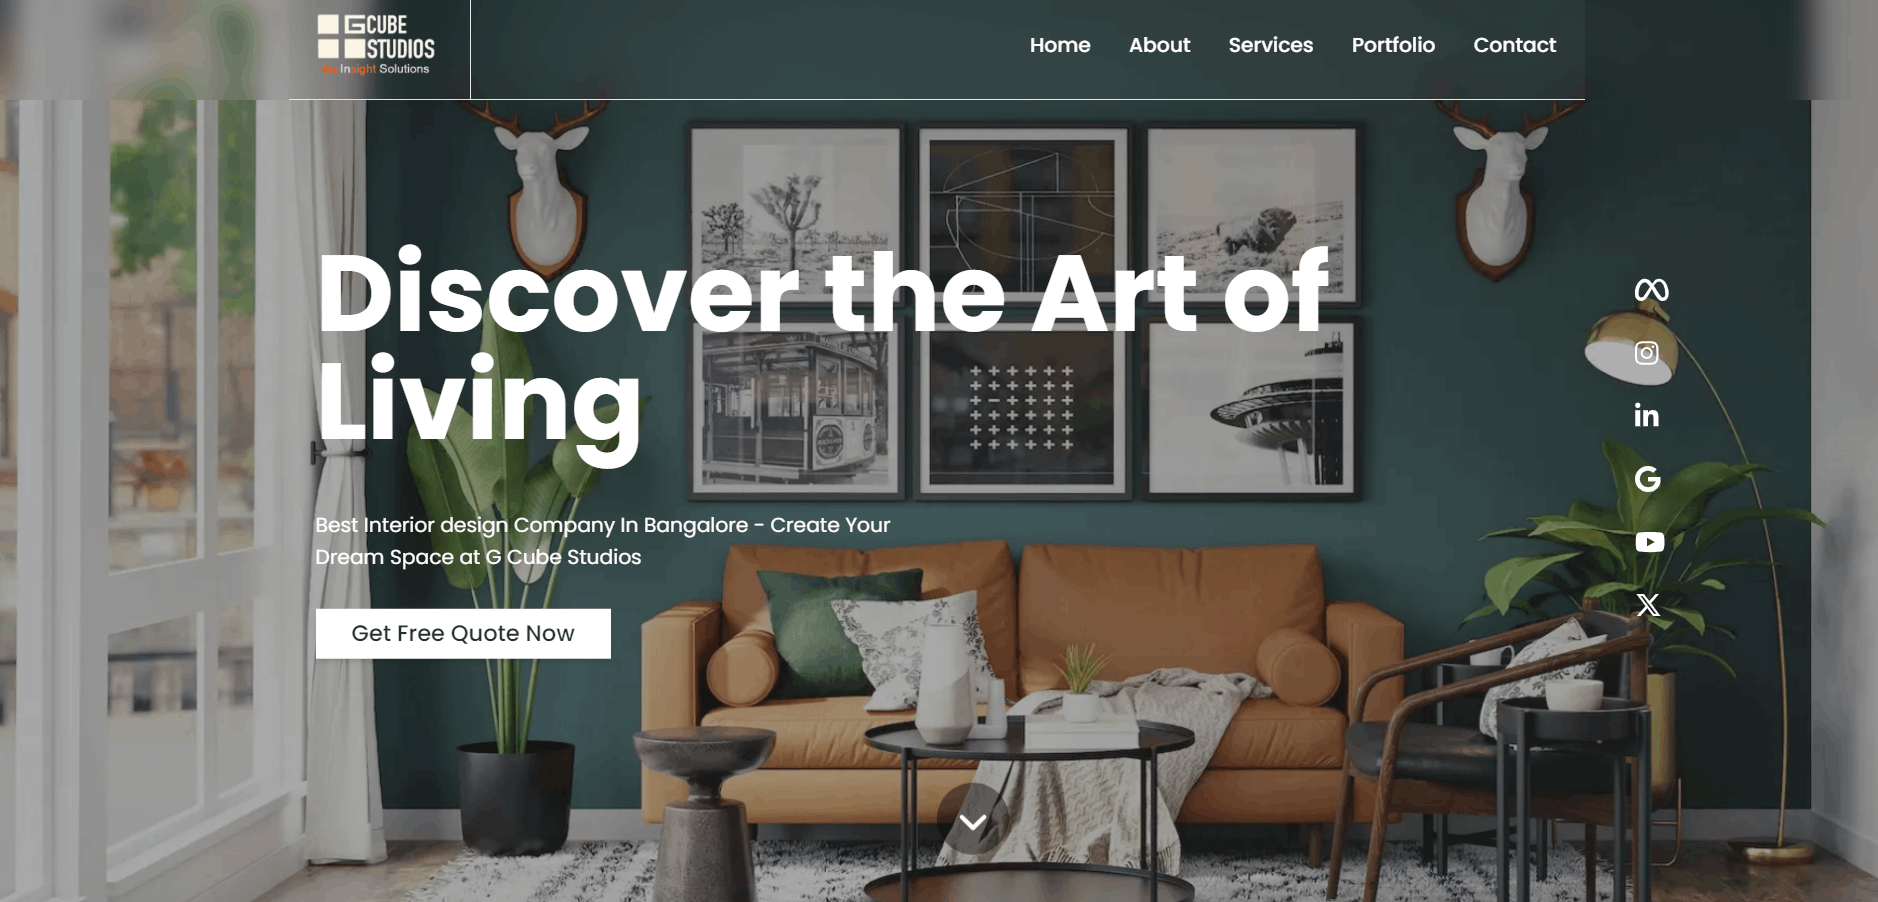 GCUBE
STUDIOS
InSight Solutions
Home About Services Portfolio Contact
Discover the Art of
Living
Best Interior design Company In Bangalore - Create Your
Dream Space at G Cube Studios
Get Free Quote Now